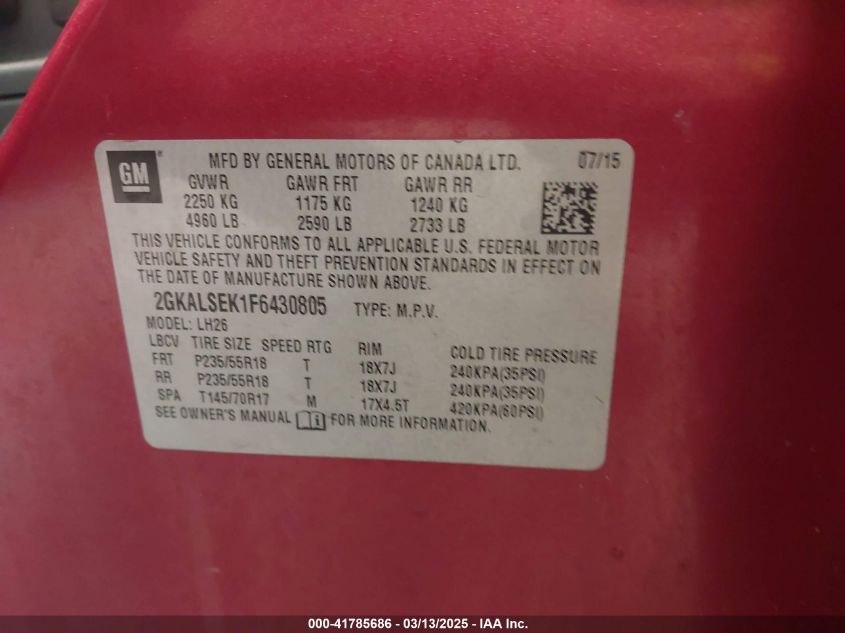 GM ® MFD BY GENERAL MOTORS OF CANADA LTD. 07/15
GVWR GAWR FRT GAWR RR
2250 KG 1175 KG 1240 KG
4960 LB 2590 LB 2733 LB
THIS VEHICLE CONFORMS TO ALL APPLICABLE U.S. FEDERAL MOTOR
VEHICLE SAFETY AND THEFT PREVENTION STANDARDS IN EFFECT ON
THE DATE OF MANUFACTURE SHOWN ABOVE.
2GKALSEK1F6430805 TYPE: M.P.V.
MODEL: LH26
LBCV TIRE SIZE SPEED RTG RIM COLD TIRE PRESSURE
FRT P235/55R18 T 18X7J 240KPA(35PSI)
RR P235/55R18 T 18X7J 240KPA(35PSI)
SPA T145/70R17 M 17X4.5T 420KPA(60PSI)
SEE OWNER'S MANUAL i FOR MORE INFORMATION.
000-41785686 - 03/13/2025 - IAA Inc.